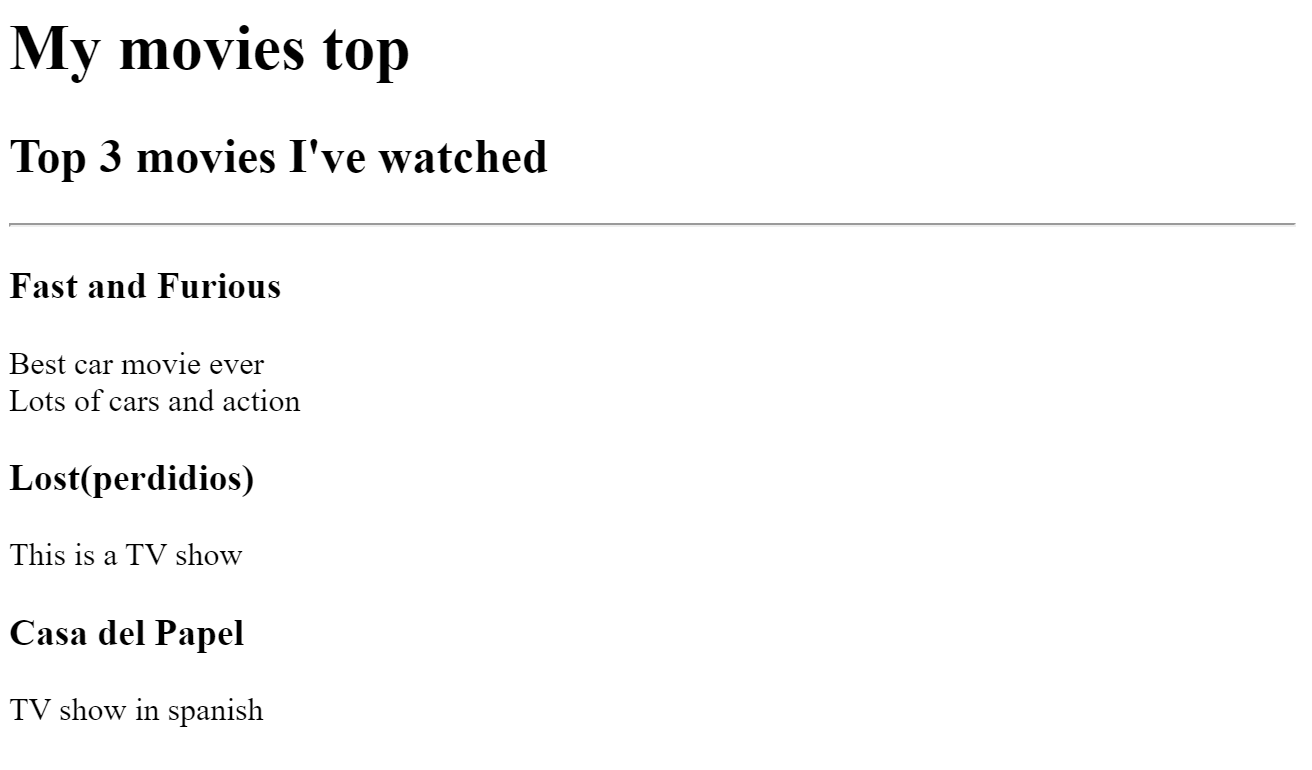 My movies top
Top 3 movies I've watched
Fast and Furious
Best car movie ever
Lots of cars and action
Lost(perdidios)
This is a TV show
Casa del Papel
TV show in spanish